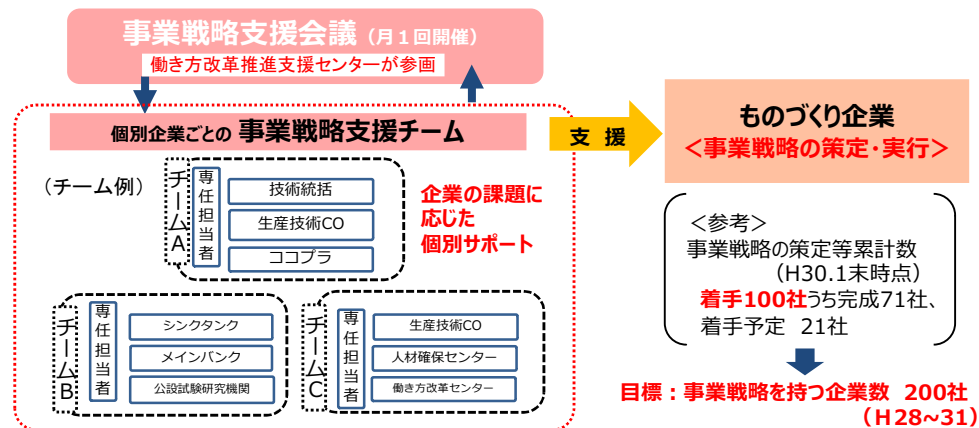 事業戦略支援会議（月１回開催）
働き方改革推進支援センターが参画
個別企業ごとの 事業戦略支援チーム
（チーム例）
チームA
専任担当者
技術統括
生産技術CO
ココプラ
企業の課題に
応じた
個別サポート
チームB
専任担当者
シンクタンク
メインバンク
公設試験研究機関
チームC
専任担当者
生産技術CO
人材確保センター
働き方改革センター
支 援
ものづくり企業
＜事業戦略の策定・実行＞
＜参考＞
事業戦略の策定等累計数
（H30.1末時点）
着手100社うち完成71社、
着手予定 21社
目標：事業戦略を持つ企業数 200社
（Ｈ28~31）